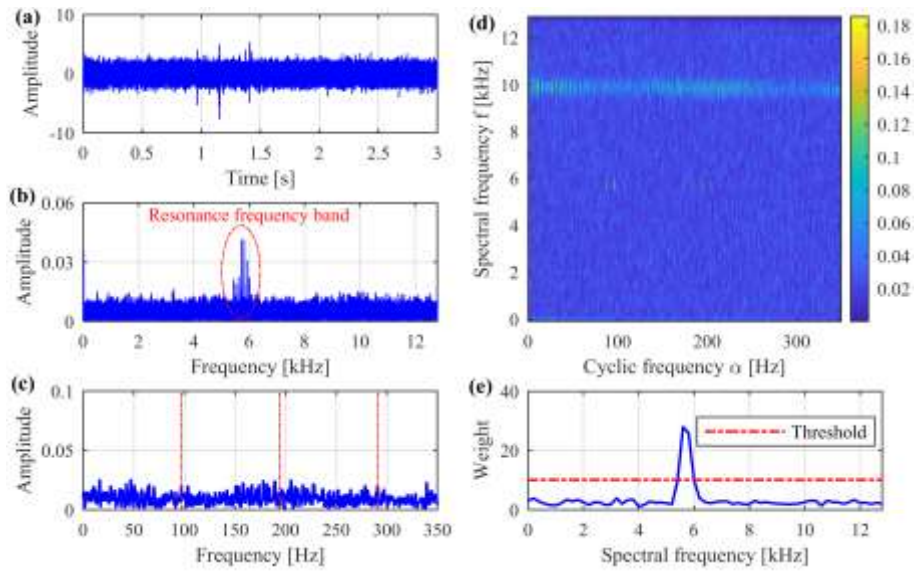 (a)
10
0
-10
Amplitude
0 0.5 1 1.5 2 2.5 3
Time [s]
(b)
0.06
0.03
0
Amplitude
Resonance frequency band
0 2 4 6 8 10 12
Frequency [kHz]
(c)
0.1
0.05
0
Amplitude
0 50 100 150 200 250 300 350
Frequency [Hz]
(d)
12
10
8
6
4
2
0
Spectral frequency f [kHz]
0 100 200 300
Cyclic frequency α [Hz]
0.18
0.16
0.14
0.12
0.10
0.08
0.06
0.04
0.02
(e)
40
20
0
Weight
Threshold
0 2 4 6 8 10 12
Spectral frequency [kHz]